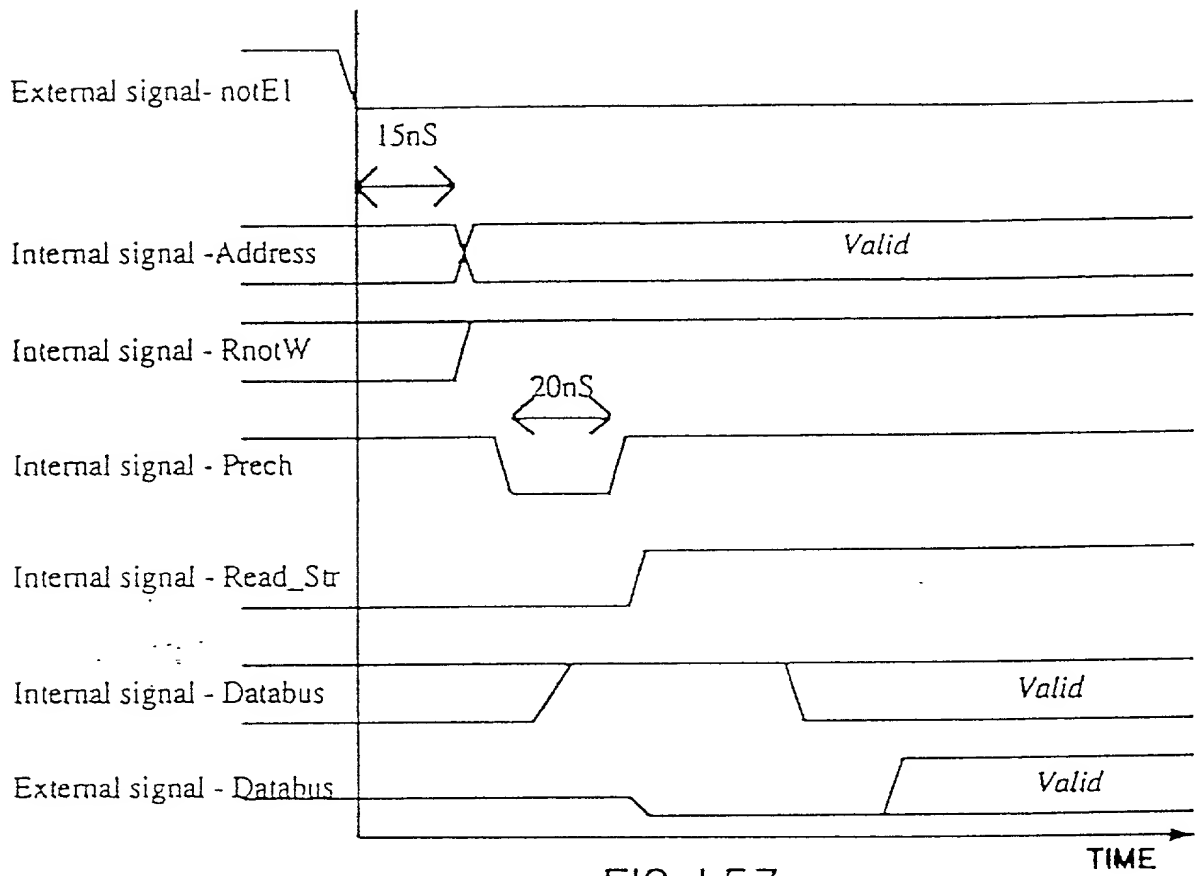 External signal- notE1
15nS
Internal signal -Address
Valid
Internal signal - RnotW
20nS
Internal signal - Prech
Internal signal - Read_Str
Internal signal - Databus
Valid
External signal - Databus
Valid
TIME